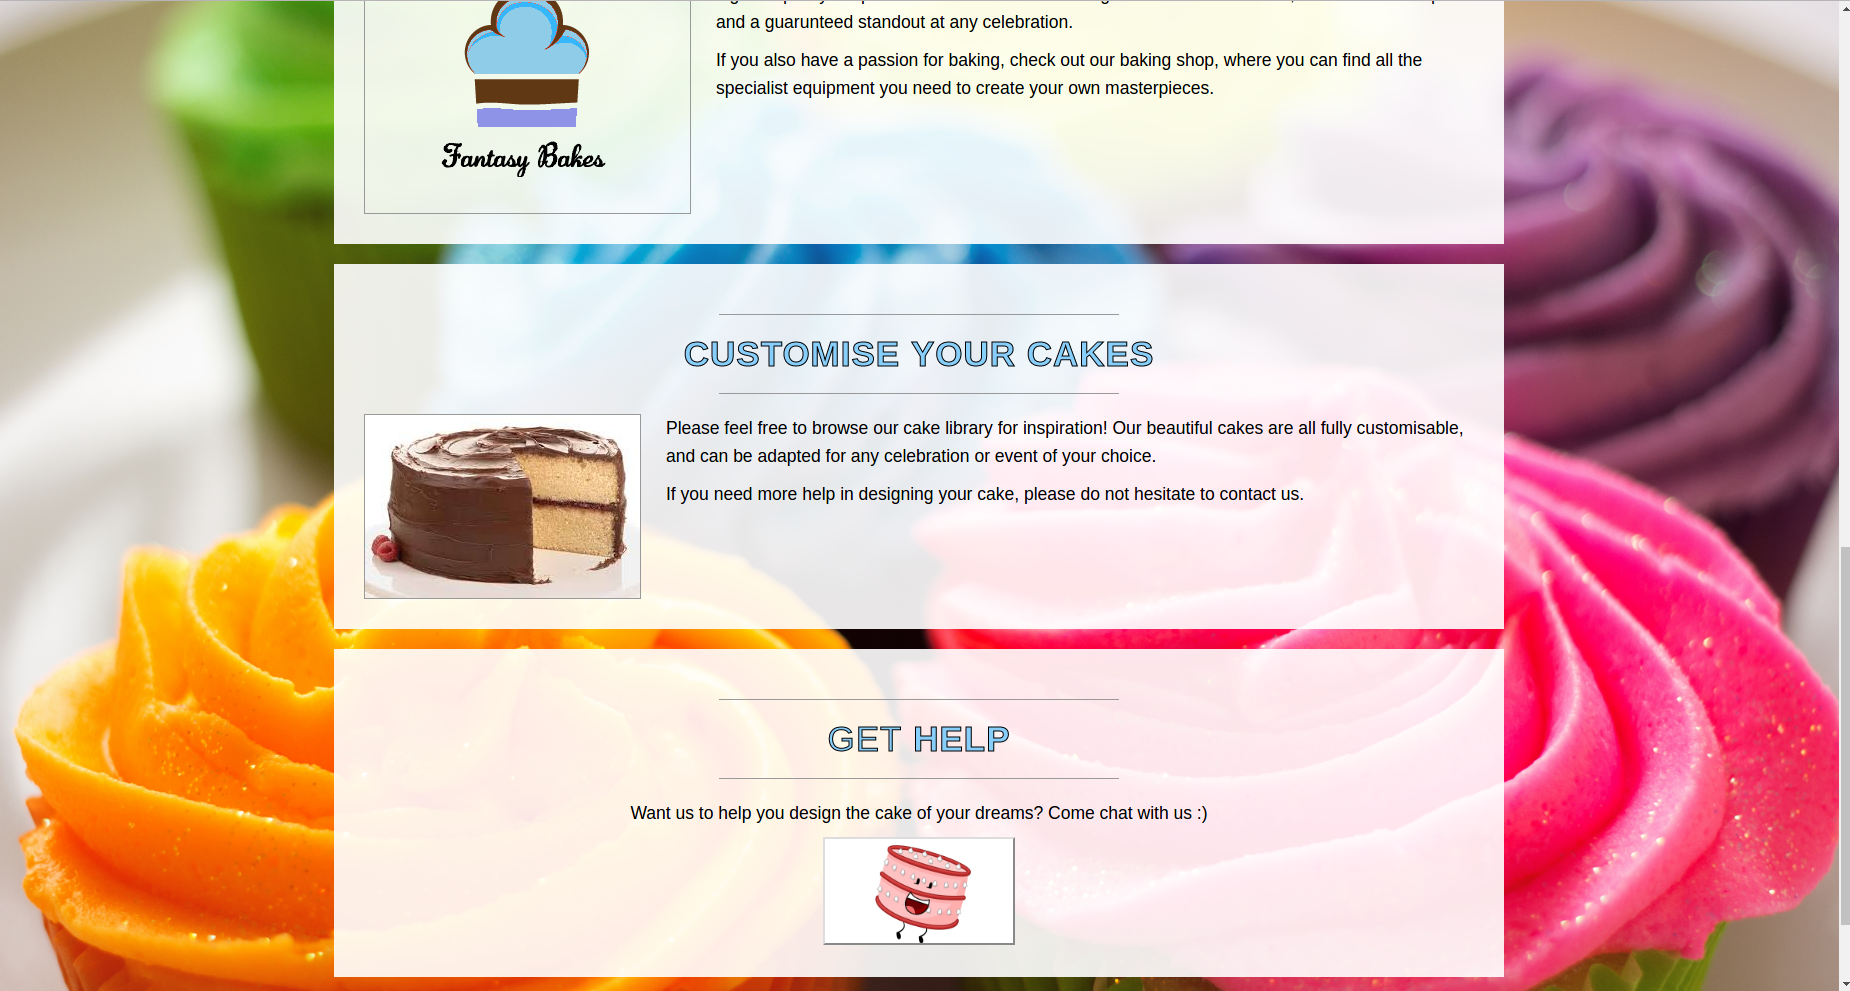 and a guarunteed standout at any celebration.
If you also have a passion for baking, check out our baking shop, where you can find all the
specialist equipment you need to create your own masterpieces.
Fantasy Bakes
CUSTOMISE YOUR CAKES
Please feel free to browse our cake library for inspiration! Our beautiful cakes are all fully customisable,
and can be adapted for any celebration or event of your choice.
If you need more help in designing your cake, please do not hesitate to contact us.
GET HELP
Want us to help you design the cake of your dreams? Come chat with us :)